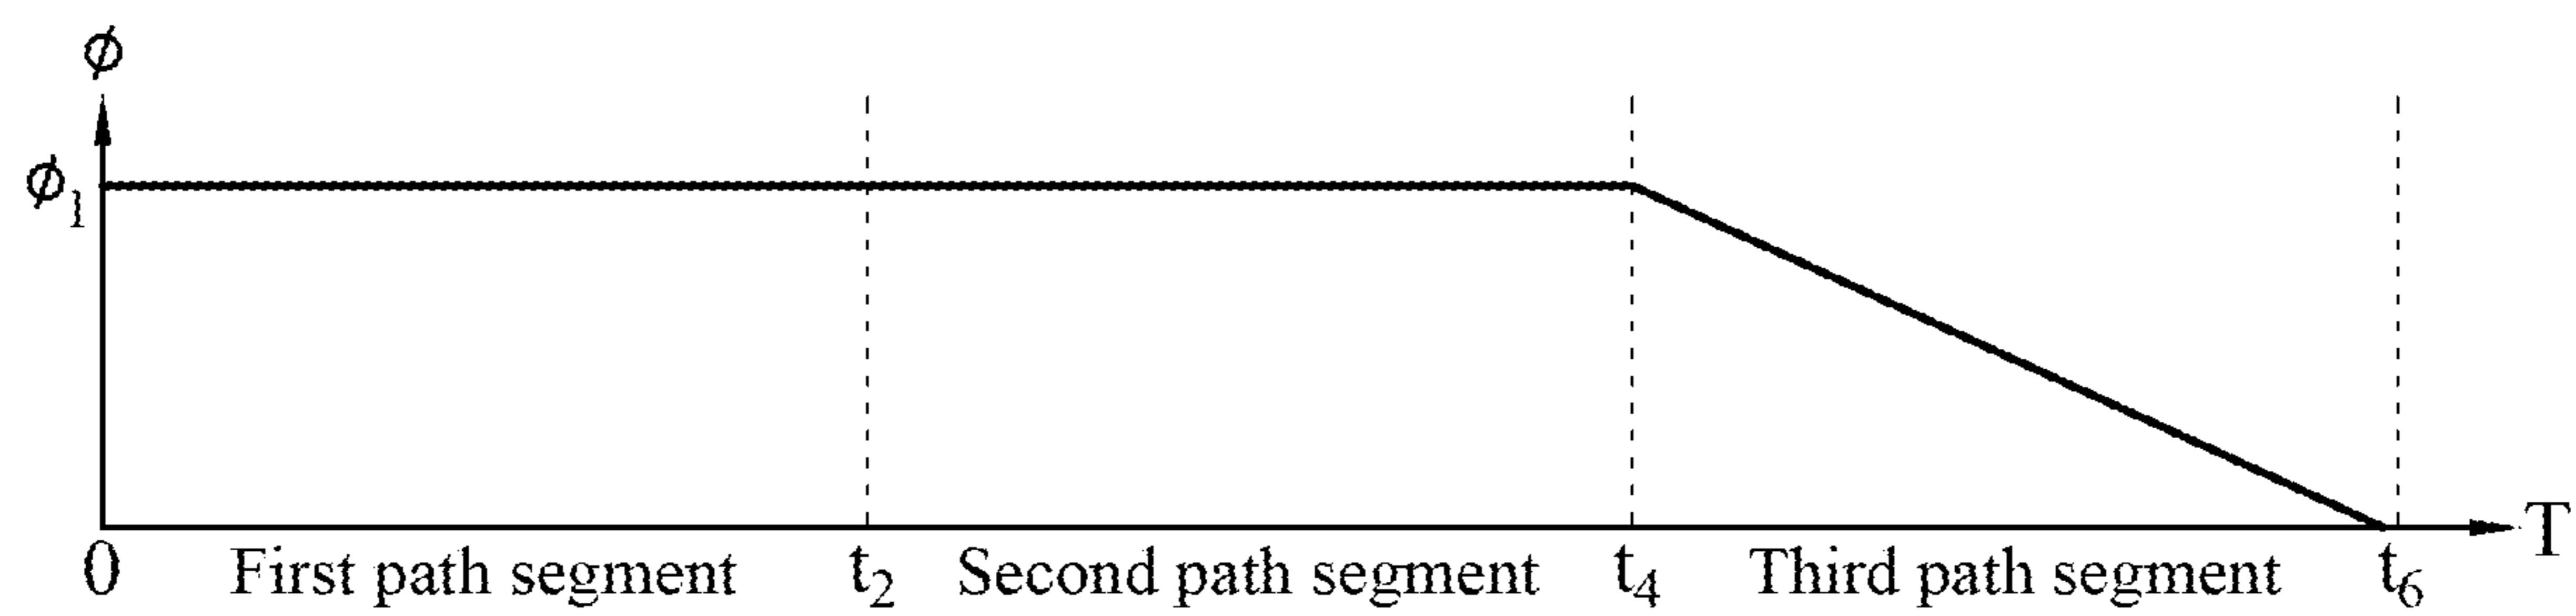 ϕ
ϕ₁
0 First path segment t₂ Second path segment t₄ Third path segment t₆ T